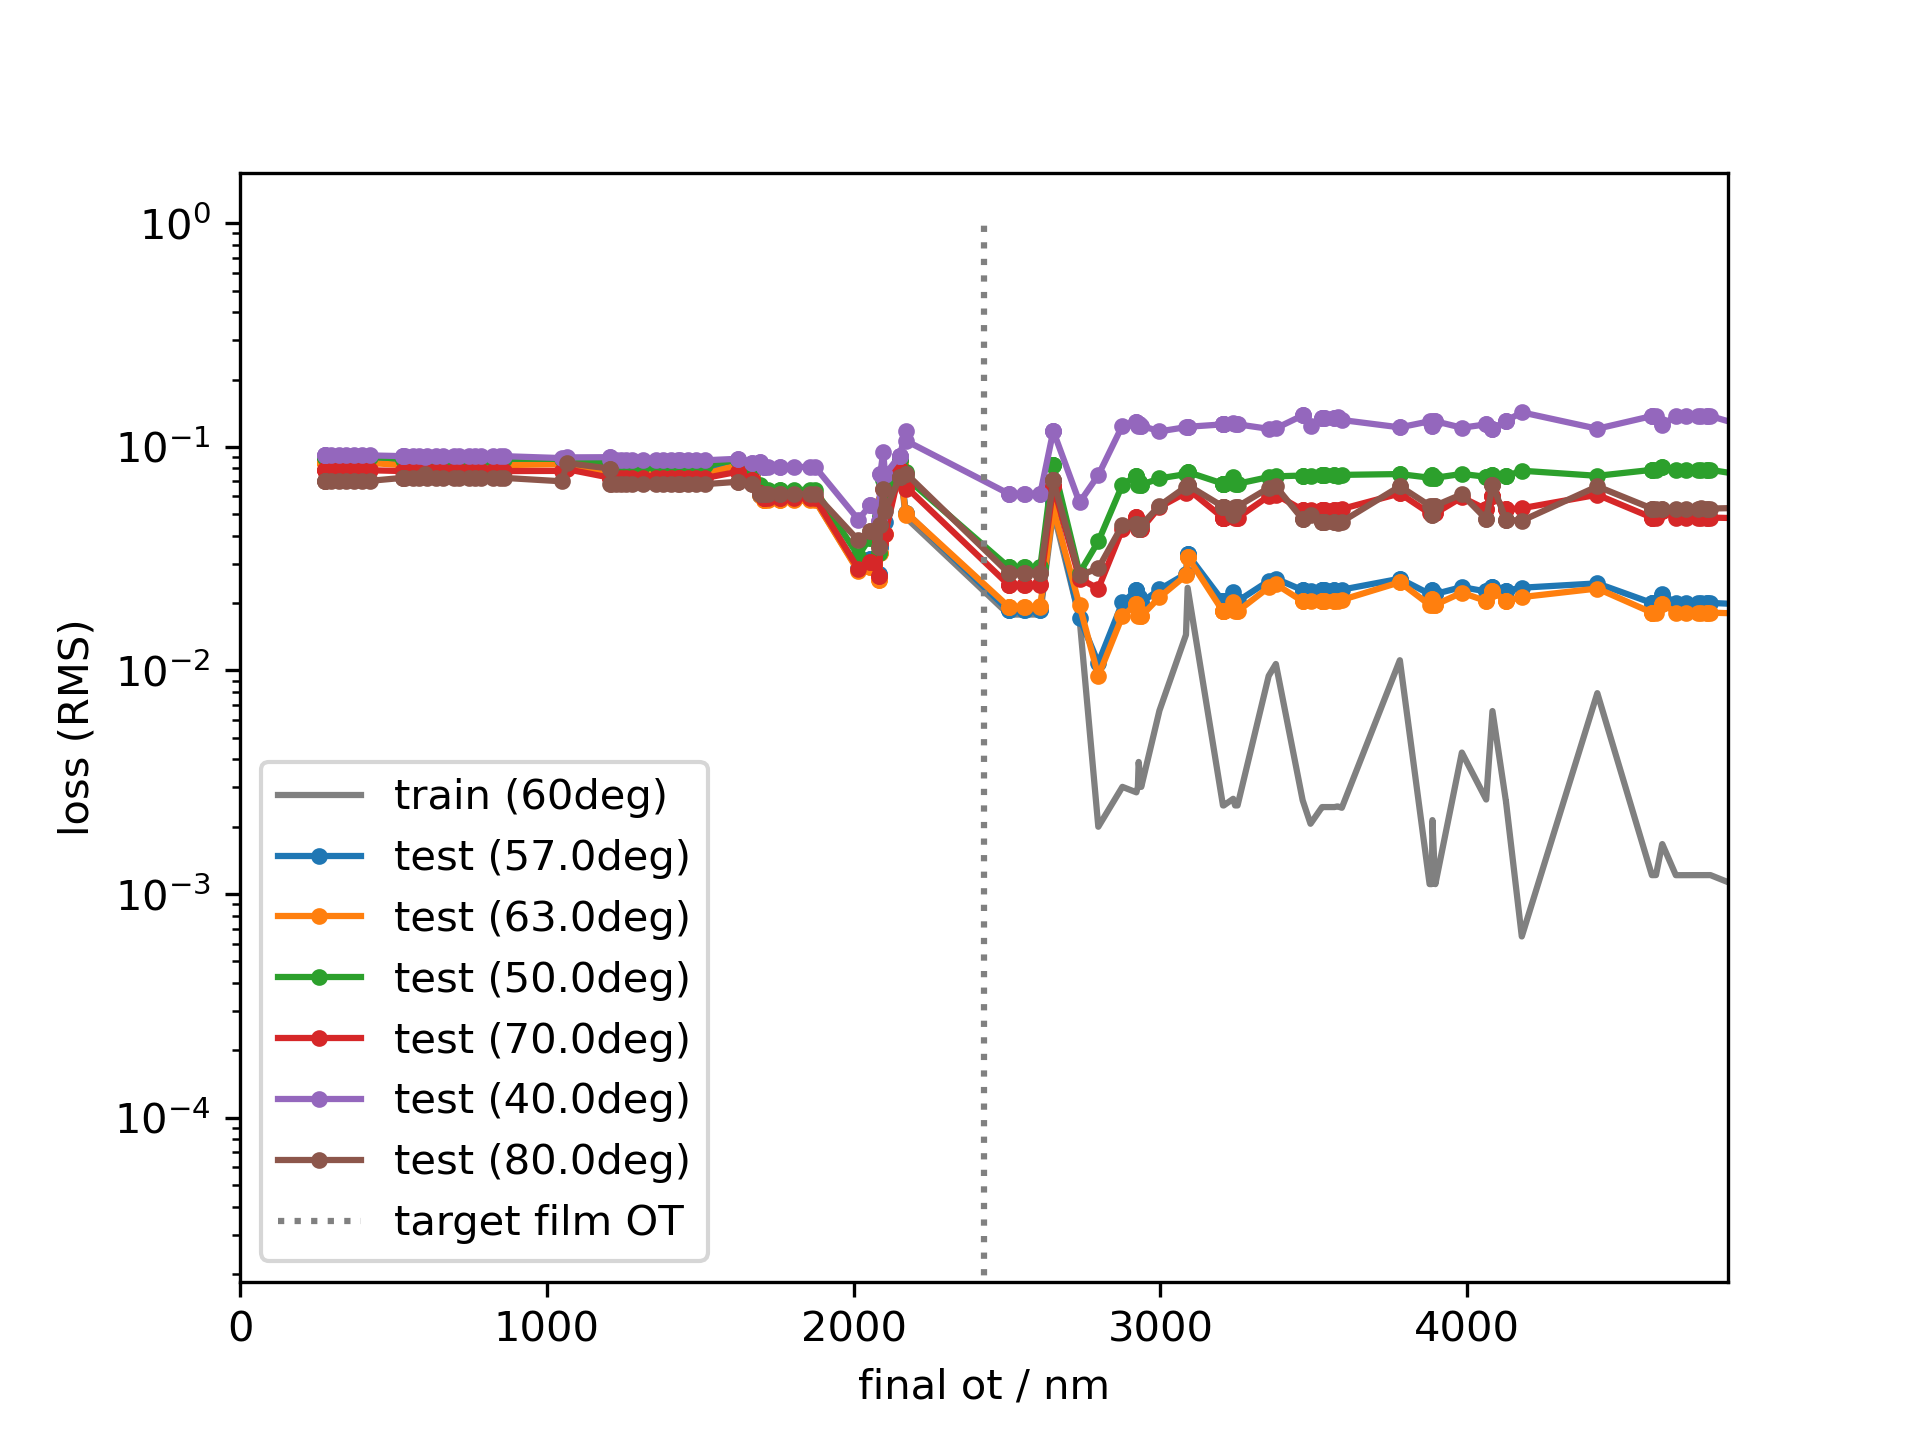 10⁰
10⁻¹
10⁻²
10⁻³
10⁻⁴
loss (RMS)
train (60deg)
test (57.0deg)
test (63.0deg)
test (50.0deg)
test (70.0deg)
test (40.0deg)
test (80.0deg)
target film OT
0 1000 2000 3000 4000
final ot / nm